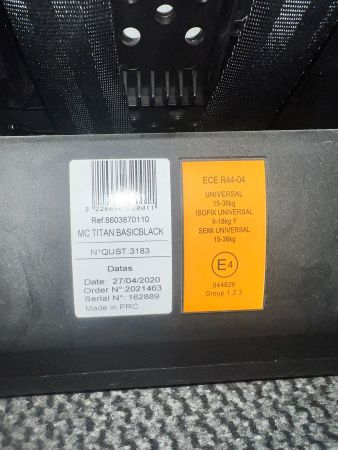 Ref.8603870110
MC TITAN BASICBLACK
N°QUST :3183
Datas
Date: 27/04/2020
Order N°:2021463
Serial N°: 162889
Made in PRC
ECE R44-04
UNIVERSAL
15-36kg
ISOFIX UNIVERSAL
9-18kg Y
SEMI UNIVERSAL
15-36kg
E4
044626
Group 1 2 3